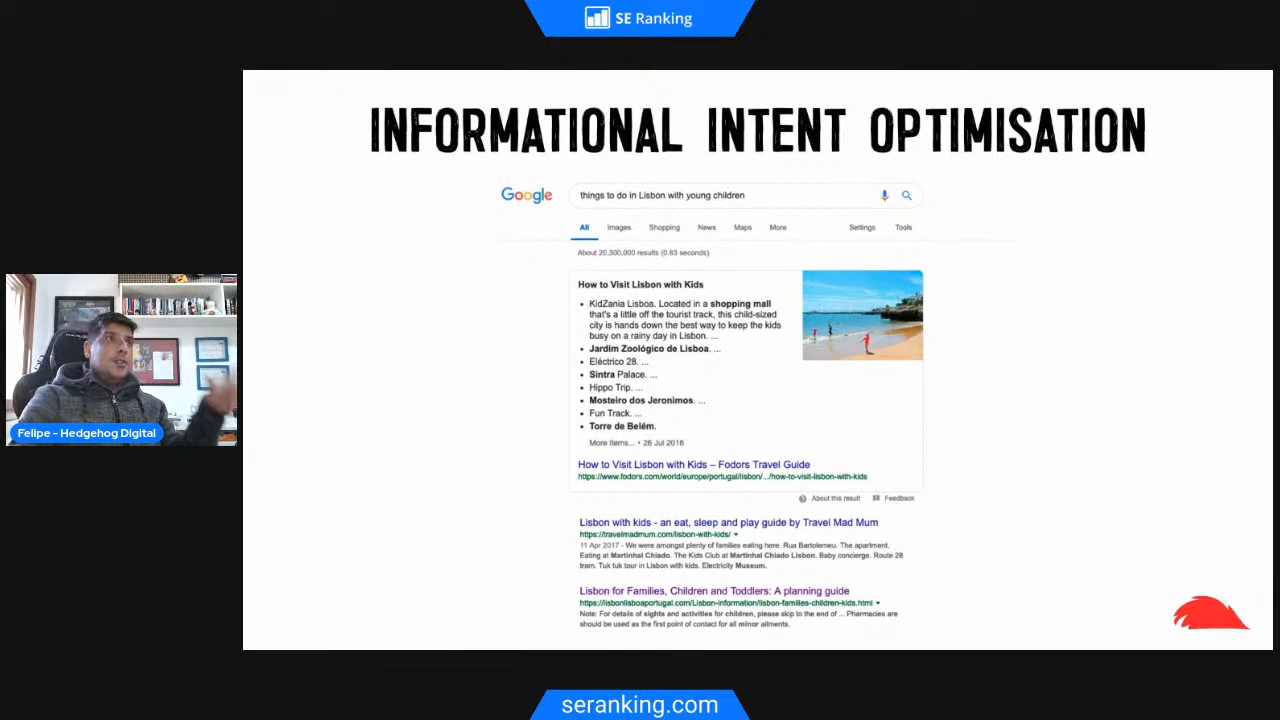 SE Ranking
INFORMATIONAL INTENT OPTIMISATION
Google
things to do in Lisbon with young children
All Images Shopping News Maps More Settings Tools
About 20,300,000 results (0.83 seconds)
How to Visit Lisbon with Kids
• KidZania Lisboa. Located in a shopping mall
that's a little off the tourist track, this child-sized
city is hands down the best way to keep the kids
busy on a rainy day in Lisbon. ...
• Jardim Zoológico de Lisboa. ...
• Eléctrico 28. ...
• Sintra Palace. ...
• Hippo Trip. ...
• Mosteiro dos Jeronimos. ...
• Fun Track. ...
• Torre de Belém.
More items... • 26 Jul 2016
How to Visit Lisbon with Kids – Fodors Travel Guide
https://www.fodors.com/world/europe/portugal/lisbon/.../how-to-visit-lisbon-with-kids
About this result Feedback
Lisbon with kids - an eat, sleep and play guide by Travel Mad Mum
https://travelmadmum.com/lisbon-with-kids/
11 Apr 2017 - We were amongst plenty of families eating here. Rua Bartolerneu. The apartment.
Eating at Martinhal Chiado. The Kids Club at Martinhal Chiado Lisbon. Baby concierge. Route 28
tram. Tuk tuk tour in Lisbon with kids. Electricity Museum.
Lisbon for Families, Children and Toddlers: A planning guide
https://lisbonlisboaportugal.com/Lisbon-information/lisbon-families-children-kids.html
Note: For details of sights and activities for children, please skip to the end of ... Pharmacies are
should be used as the first point of contact for all minor ailments.
Felipe - Hedgehog Digital
seranking.com